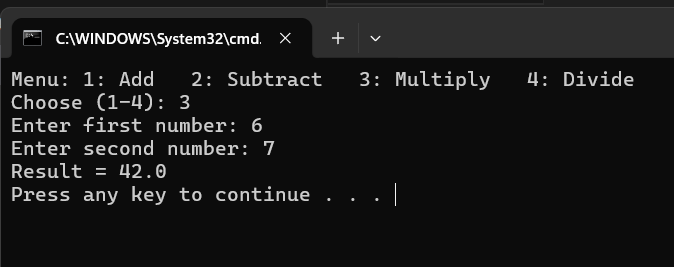 C:\WINDOWS\System32\cmd.
Menu: 1: Add   2: Subtract   3: Multiply   4: Divide
Choose (1-4): 3
Enter first number: 6
Enter second number: 7
Result = 42.0
Press any key to continue . . .